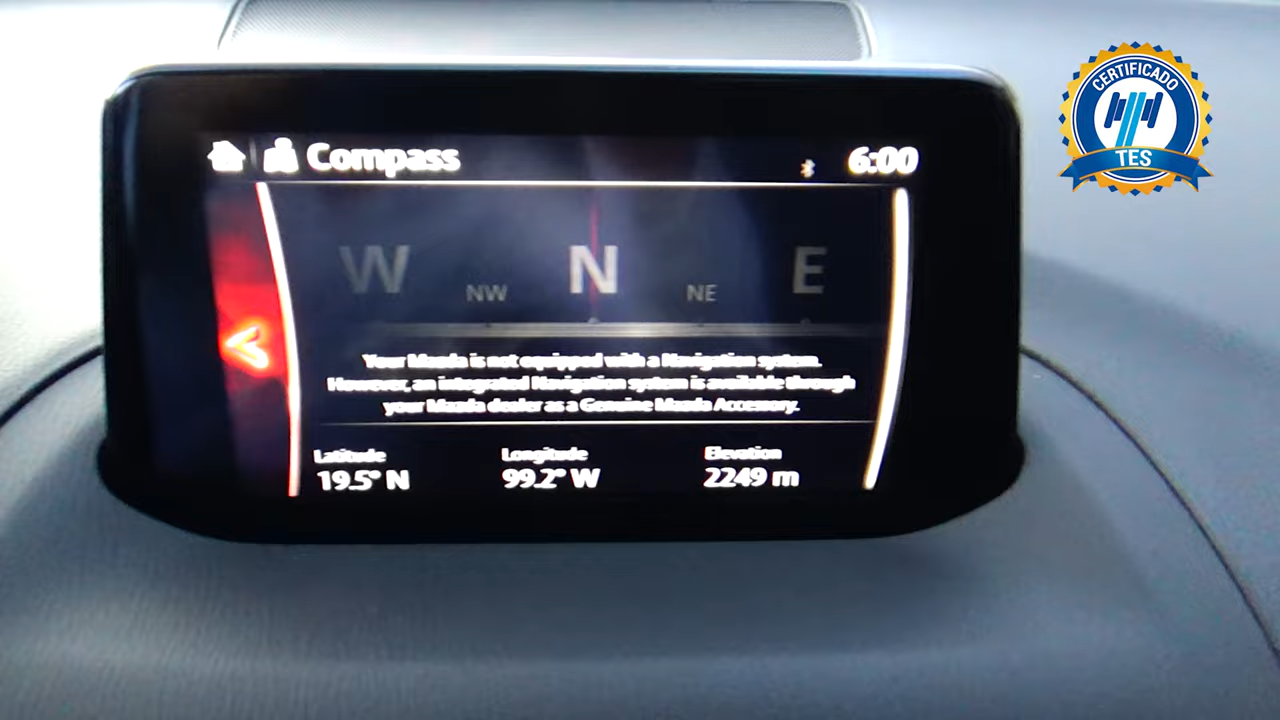 Compass
6:00
W NW N NE E
Your Mazda is not equipped with a Navigation system.
However, an integrated Navigation system is available through
your Mazda dealer as a Genuine Mazda Accessory.
Latitude Longitude Elevation
19.5° N 99.2° W 2249 m
CERTIFICADO
TES